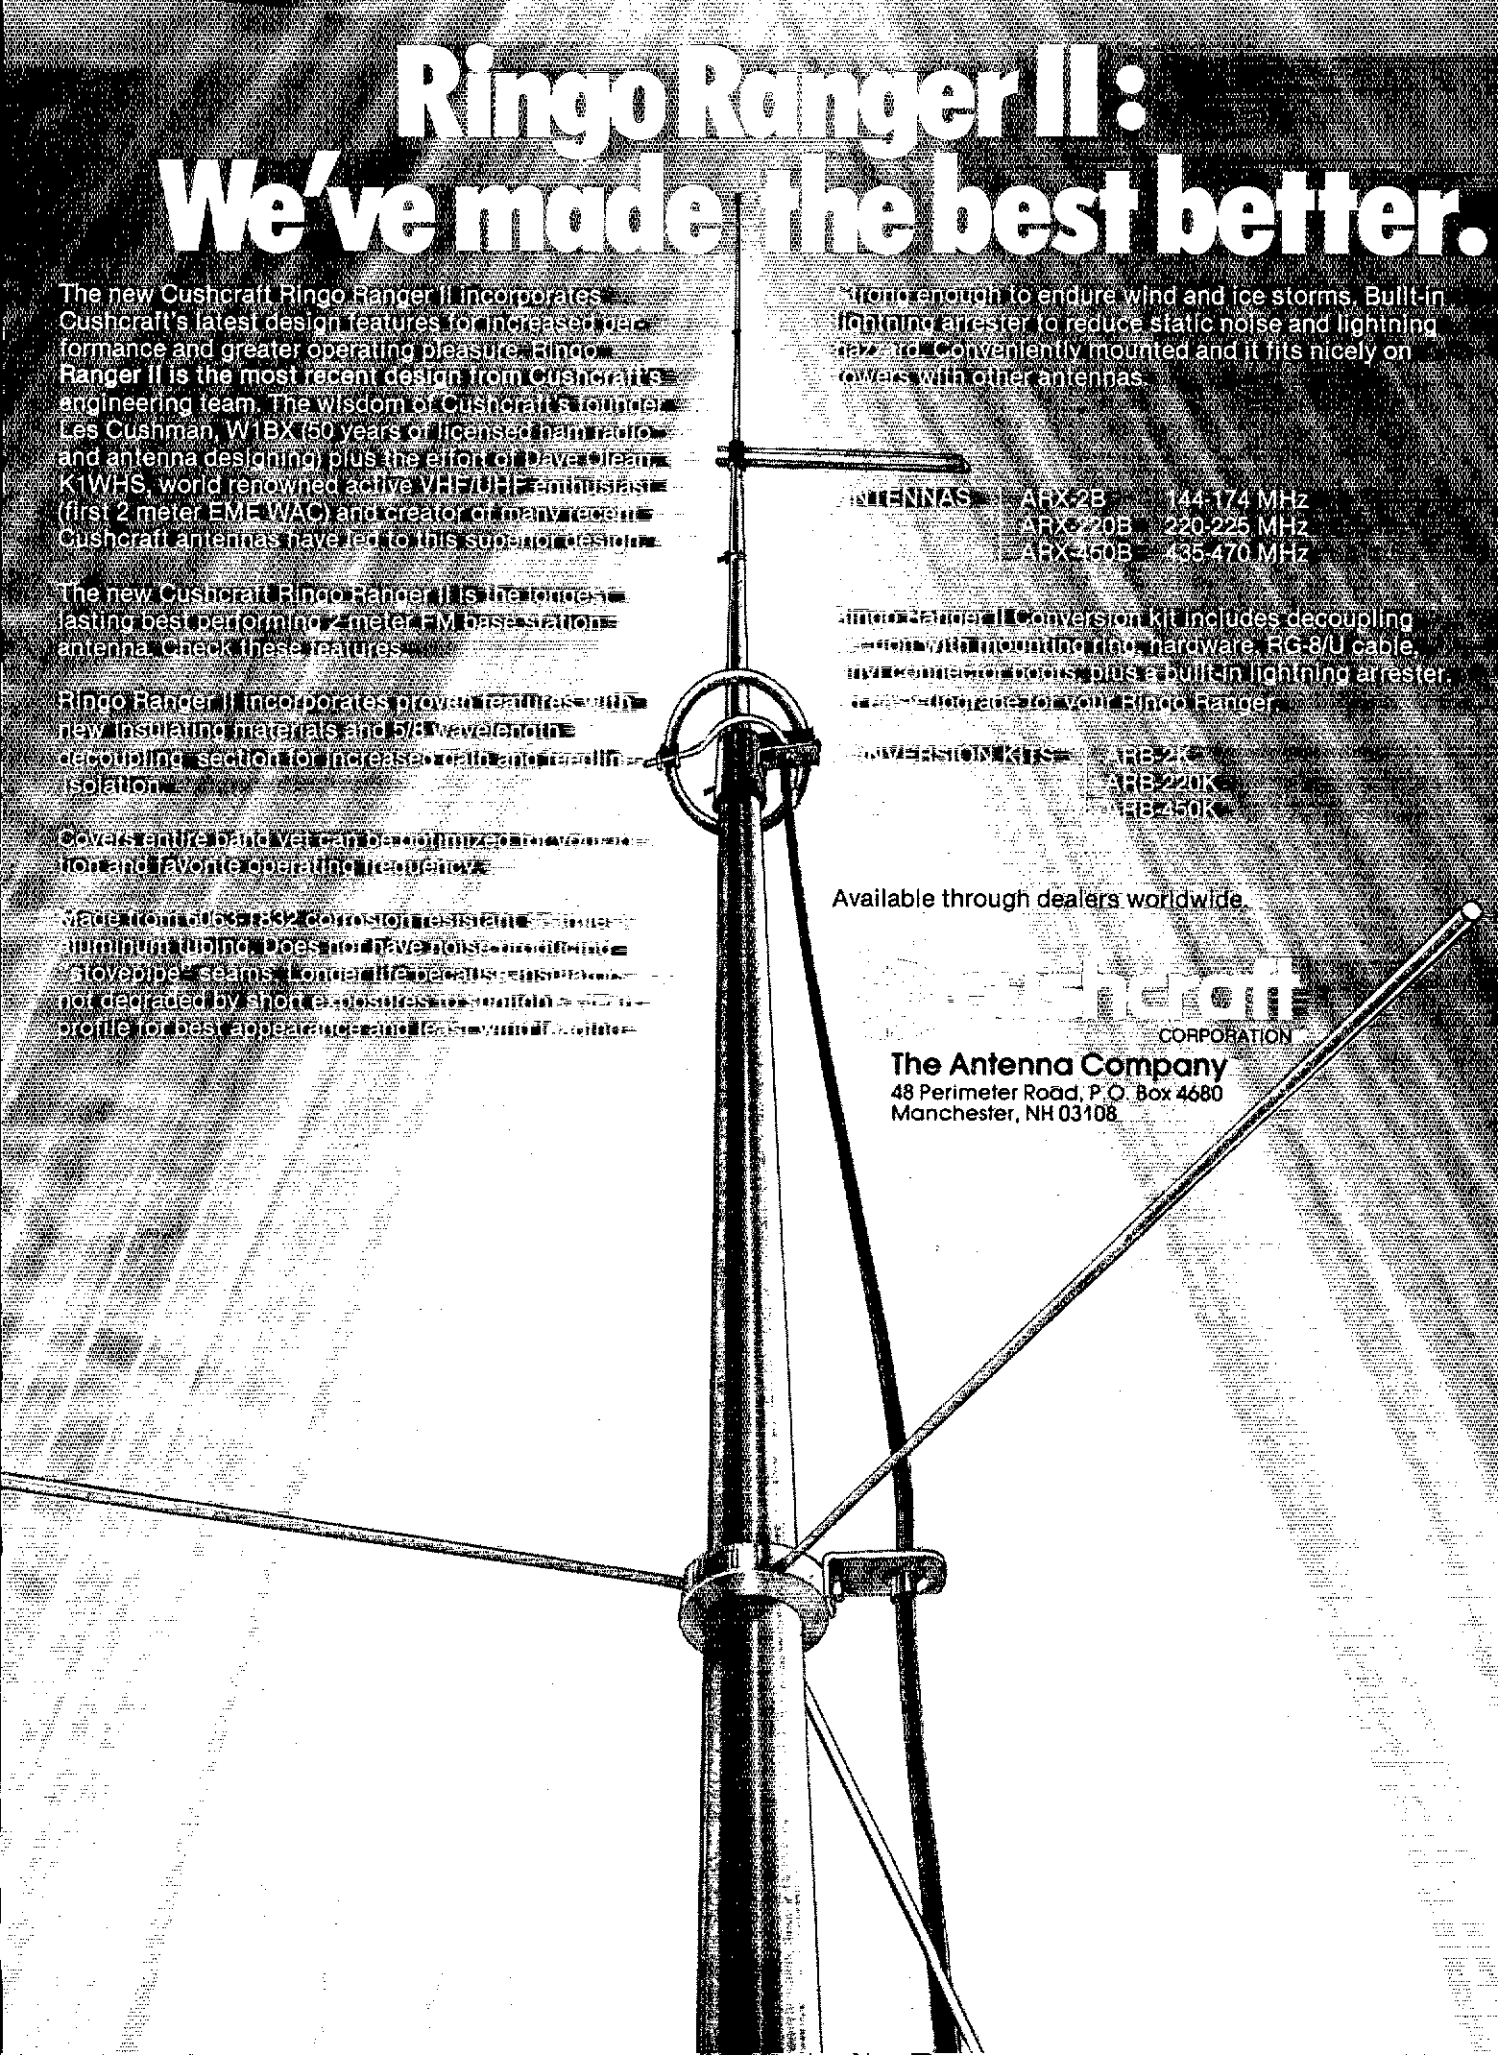 Ringo Ranger II:
We've made the best better.
The new Cushcraft Ringo Ranger II incorporates
Cushcraft's latest design features for increased per-
formance and greater operating pleasure. Ringo
Ranger II is the most recent design from Cushcraft's
engineering team. The wisdom of Cushcraft's founder
Les Cushman, W1BX (50 years of licensed ham radio
and antenna designing) plus the effort of Dave Olean,
K1WHS, world renowned active VHF/UHF enthusiast
(first 2 meter EME WAC) and creator of many recent
Cushcraft antennas have led to this superior design.
The new Cushcraft Ringo Ranger II is the longest
lasting best performing 2 meter FM base station
antenna. Check these features.
Ringo Ranger II incorporates proven features with
new insulating materials and 5/8 wavelength
decoupling section for increased gain and feedline
isolation.
Covers entire band yet can be optimized for your
tion and favorite operating frequency.
Made from 6063-T832 corrosion resistant
aluminum tubing. Does not have noise producing
"stovepipe" seams. Longer life because insulators
not degraded by short exposures to sunlight.
profile for best appearance and least wind loading.
Strong enough to endure wind and ice storms. Built-in
lightning arrester to reduce static noise and lightning
hazzard. Conveniently mounted and it fits nicely on
towers with other antennas.
ANTENNAS ARX-2B 144-174 MHz
ARX-220B 220-225 MHz
ARX-450B 435-470 MHz
Ringo Ranger II Conversion kit includes decoupling
section with mounting ring, hardware, RG-8/U cable,
vinyl connector boots, plus a built-in lightning arrester.
upgrade for your Ringo Ranger.
CONVERSION KITS ARB-2K
ARB-220K
ARB-450K
Available through dealers worldwide.
cushcraft
CORPORATION
The Antenna Company
48 Perimeter Road, P.O. Box 4680
Manchester, NH 03108